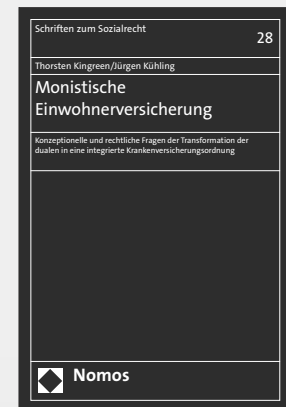 Schriften zum Sozialrecht
28
Thorsten Kingreen/Jürgen Kühling
Monistische
Einwohnerversicherung
Konzeptionelle und rechtliche Fragen der Transformation der
dualen in eine integrierte Krankenversicherungsordnung
Nomos